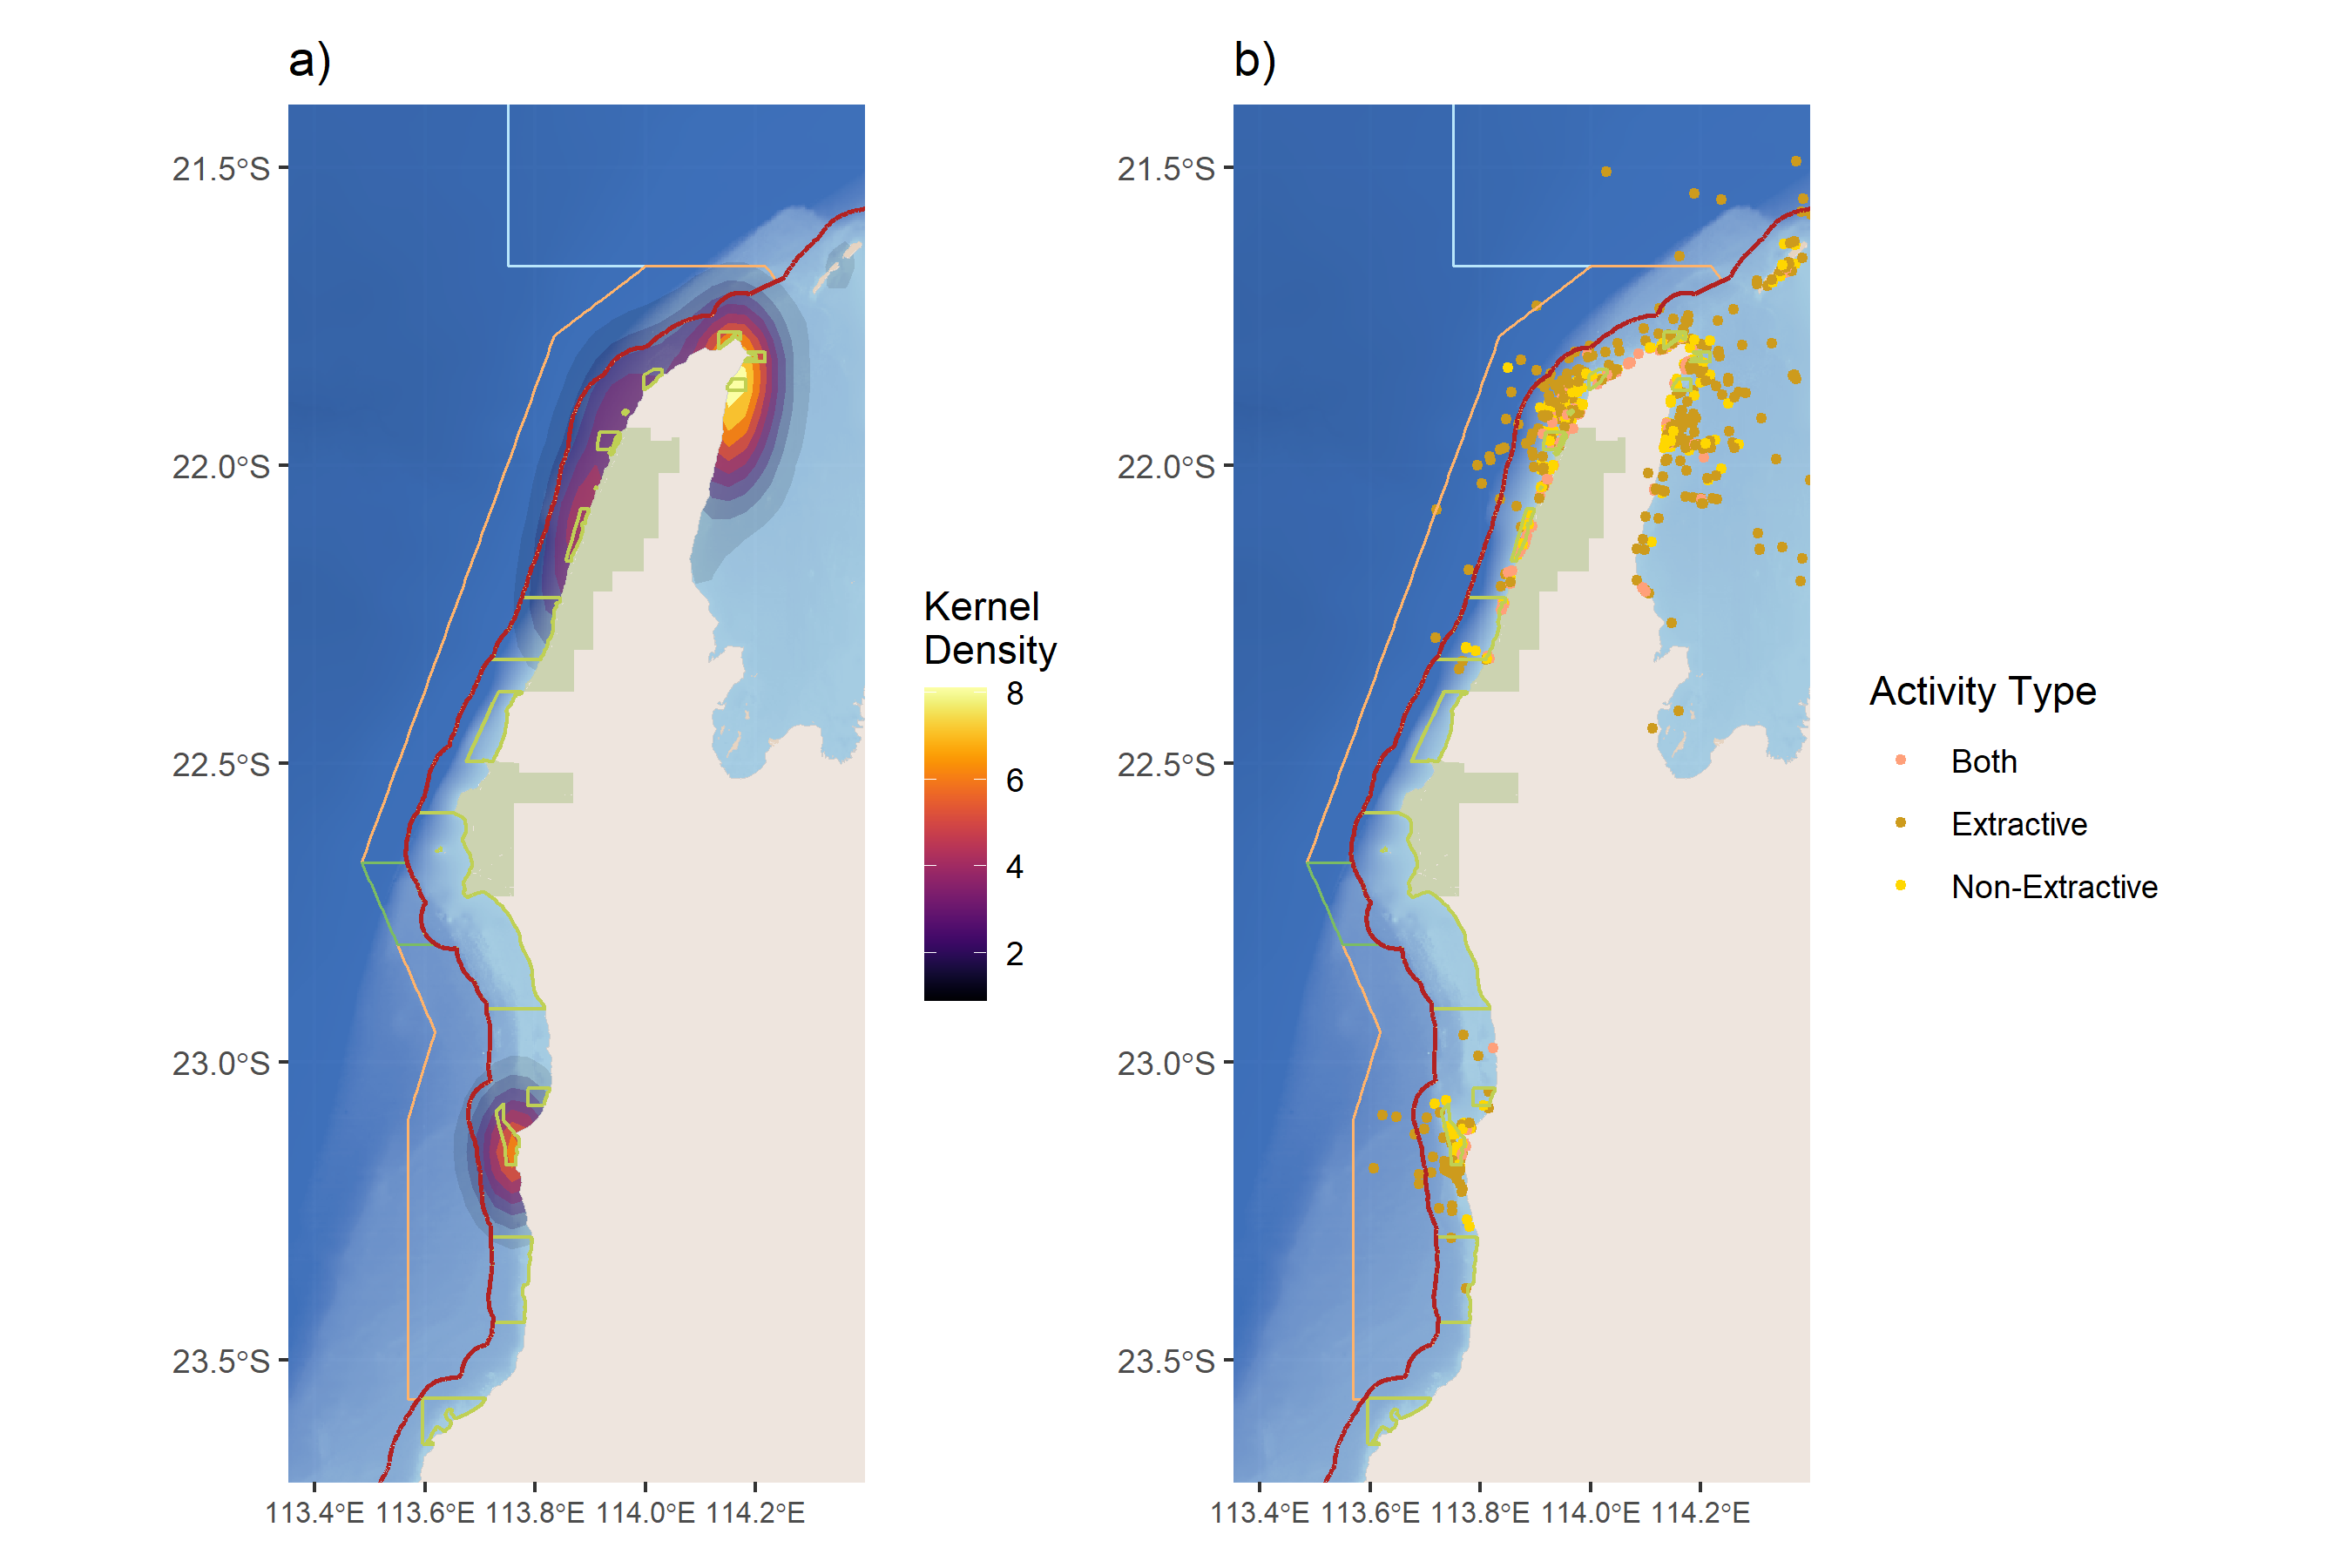 a)
21.5°S
22.0°S
22.5°S
23.0°S
23.5°S
113.4°E 113.6°E 113.8°E 114.0°E 114.2°E
Kernel
Density
8
6
4
2
b)
21.5°S
22.0°S
22.5°S
23.0°S
23.5°S
113.4°E 113.6°E 113.8°E 114.0°E 114.2°E
Activity Type
Both
Extractive
Non-Extractive